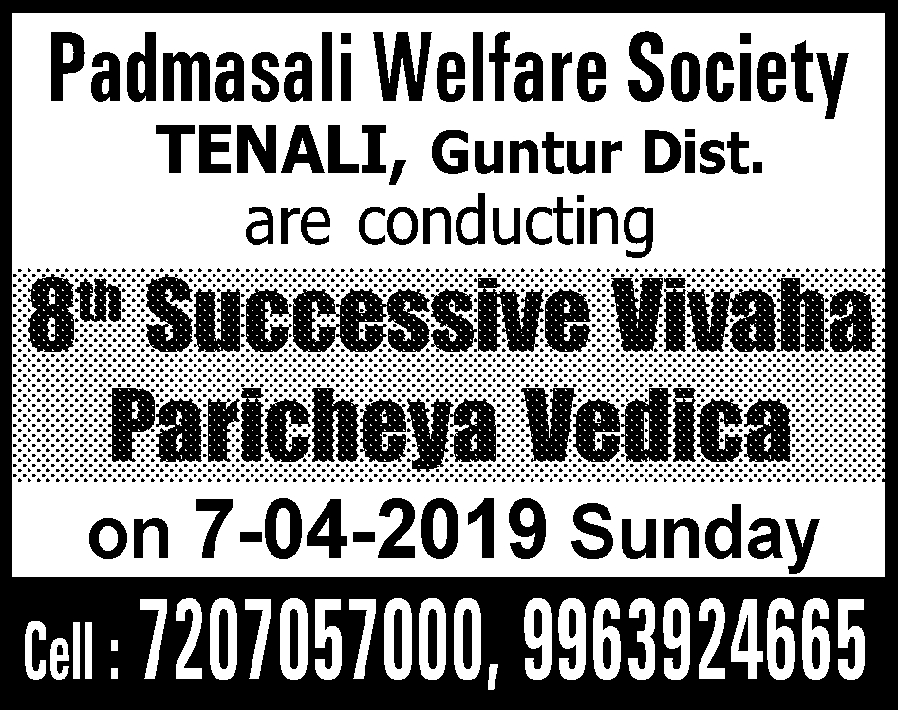 Padmasali Welfare Society
TENALI, Guntur Dist.
are conducting
8th Successive Vivaha
Paricheya Vedica
on 7-04-2019 Sunday
Cell : 7207057000, 9963924665